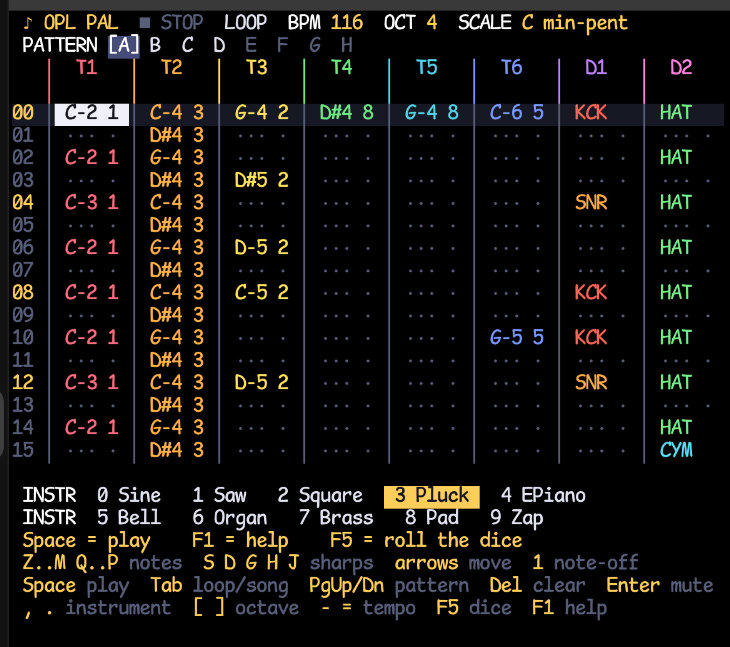 ♪ OPL PAL ■ STOP LOOP BPM 116 OCT 4 SCALE C min-pent
PATTERN [A] B C D E F G H
T1 T2 T3 T4 T5 T6 D1 D2
00 C-2 1 C-4 3 G-4 2 D#4 8 G-4 8 C-6 5 KCK HAT
01 ... . D#4 3 ... . ... . ... . ... . ... . ... .
02 C-2 1 G-4 3 ... . ... . ... . ... . ... . HAT
03 ... . D#4 3 D#5 2 ... . ... . ... . ... . ... .
04 C-3 1 C-4 3 ... . ... . ... . ... . SNR HAT
05 ... . D#4 3 ... . ... . ... . ... . ... . ... .
06 C-2 1 G-4 3 D-5 2 ... . ... . ... . ... . HAT
07 ... . D#4 3 ... . ... . ... . ... . ... . ... .
08 C-2 1 C-4 3 C-5 2 ... . ... . ... . KCK HAT
09 ... . D#4 3 ... . ... . ... . ... . ... . ... .
10 C-2 1 G-4 3 ... . ... . ... . G-5 5 KCK HAT
11 ... . D#4 3 ... . ... . ... . ... . ... . ... .
12 C-3 1 C-4 3 D-5 2 ... . ... . ... . SNR HAT
13 ... . D#4 3 ... . ... . ... . ... . ... . ... .
14 C-2 1 G-4 3 ... . ... . ... . ... . ... . HAT
15 ... . D#4 3 ... . ... . ... . ... . ... . CYM
INSTR 0 Sine 1 Saw 2 Square 3 Pluck 4 EPiano
INSTR 5 Bell 6 Organ 7 Brass 8 Pad 9 Zap
Space = play F1 = help F5 = roll the dice
Z..M Q..P notes S D G H J sharps arrows move 1 note-off
Space play Tab loop/song PgUp/Dn pattern Del clear Enter mute
, . instrument [ ] octave - = tempo F5 dice F1 help